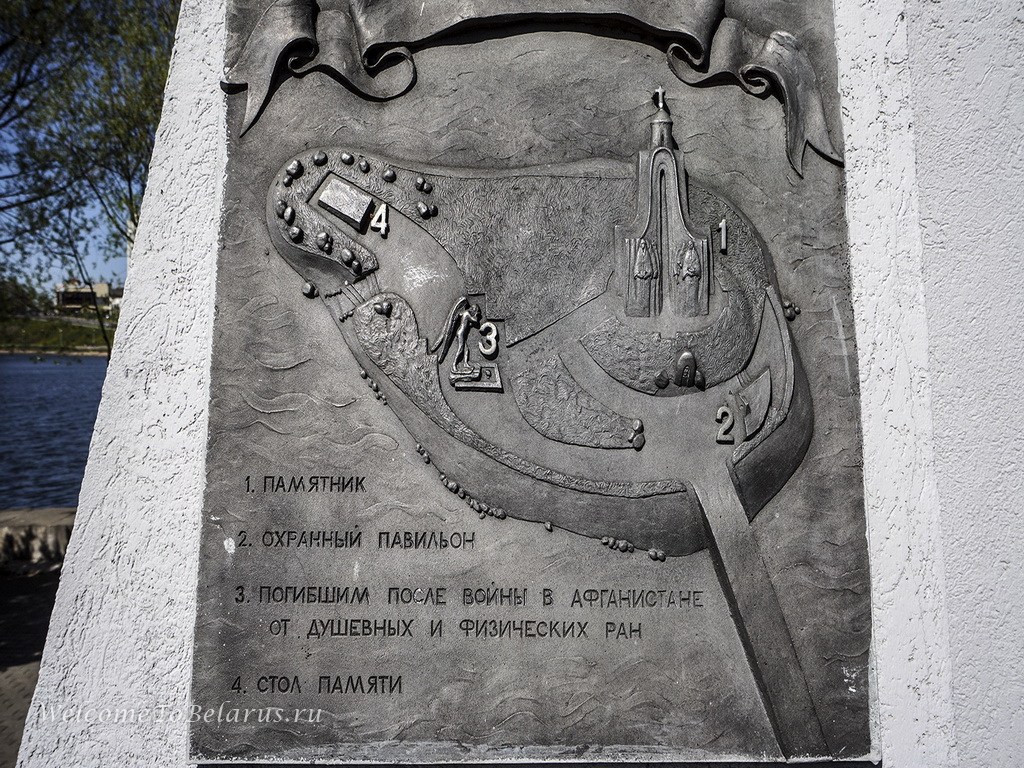 4
1
3
2
1. ПАМЯТНИК
2. ОХРАННЫЙ ПАВИЛЬОН
3. ПОГИБШИМ ПОСЛЕ ВОЙНЫ В АФГАНИСТАНЕ
ОТ ДУШЕВНЫХ И ФИЗИЧЕСКИХ РАН
4. СТОЛ ПАМЯТИ
WelcomeToBelarus.ru